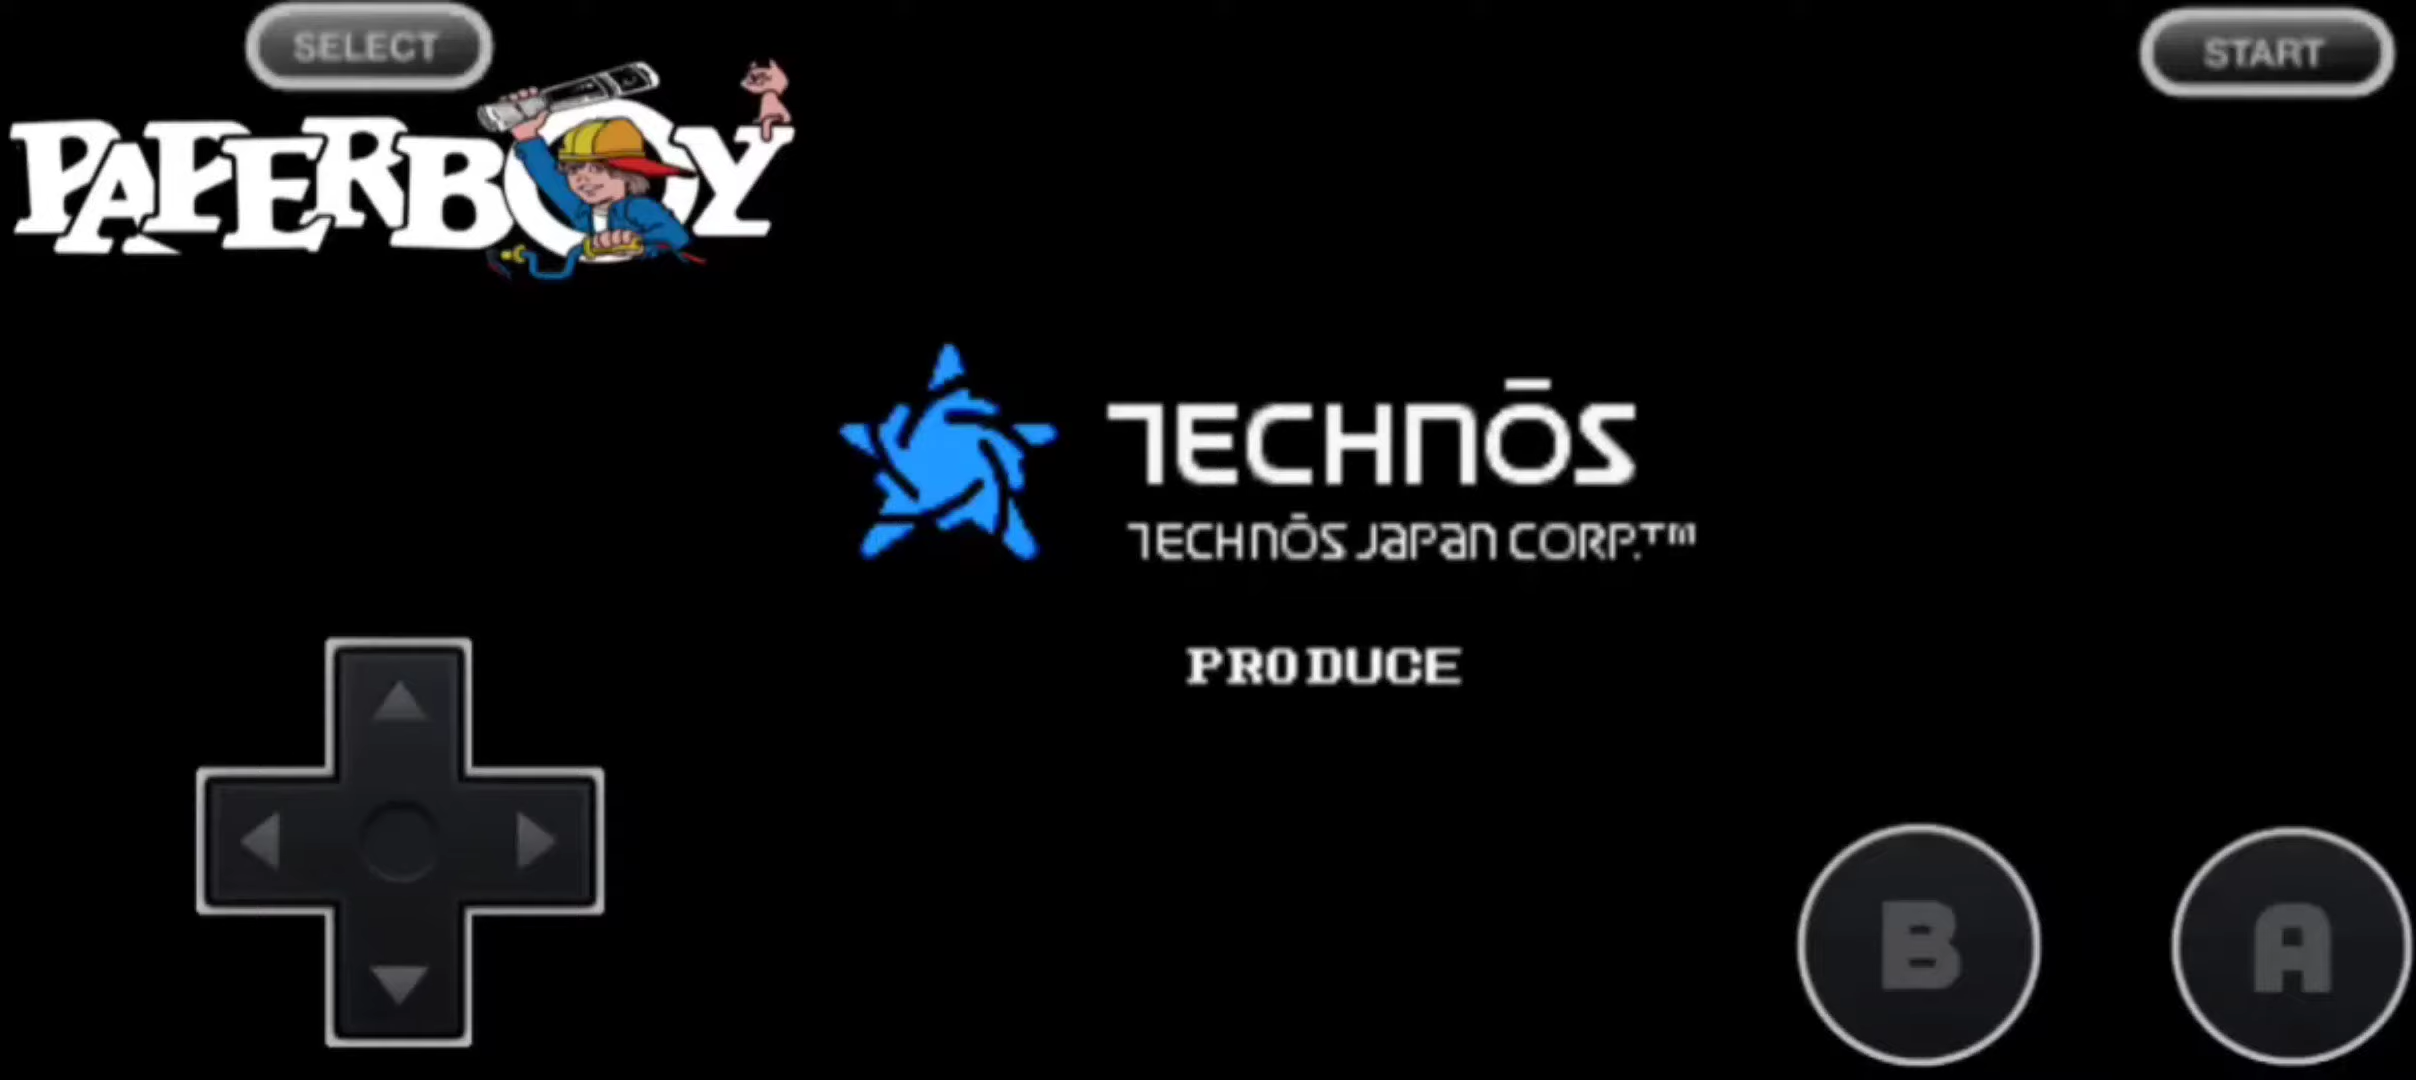 SELECT
START
PAPERBOY
TECHNŌS
TECHNŌS JAPAN CORP.™
PRODUCE
B
A